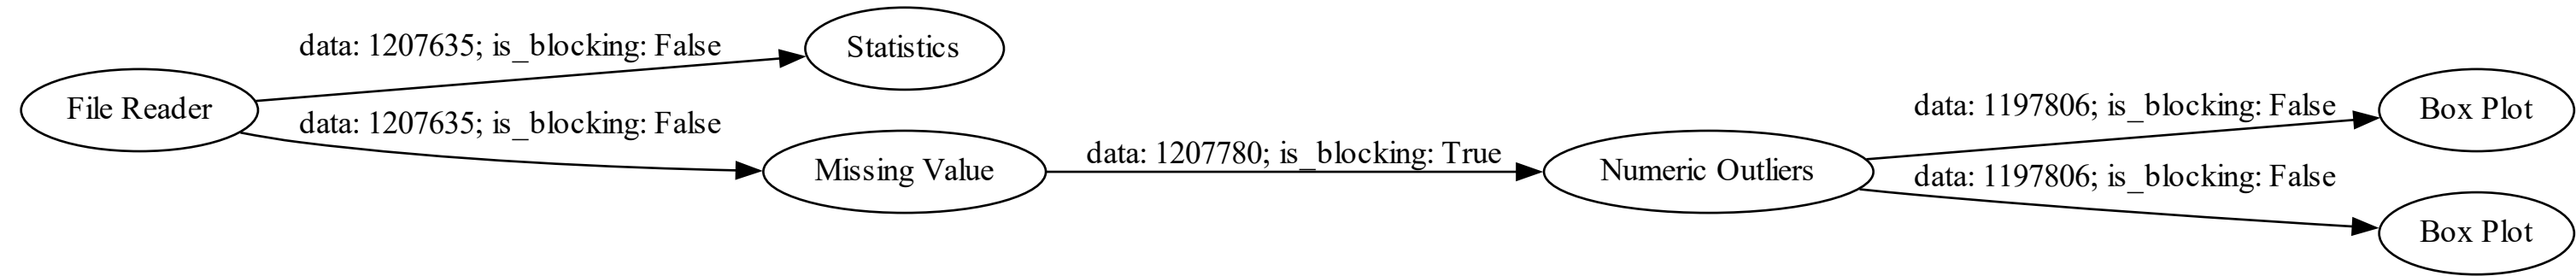 File Reader
data: 1207635; is_blocking: False
Statistics
data: 1207635; is_blocking: False
Missing Value
data: 1207780; is_blocking: True
Numeric Outliers
data: 1197806; is_blocking: False
Box Plot
data: 1197806; is_blocking: False
Box Plot